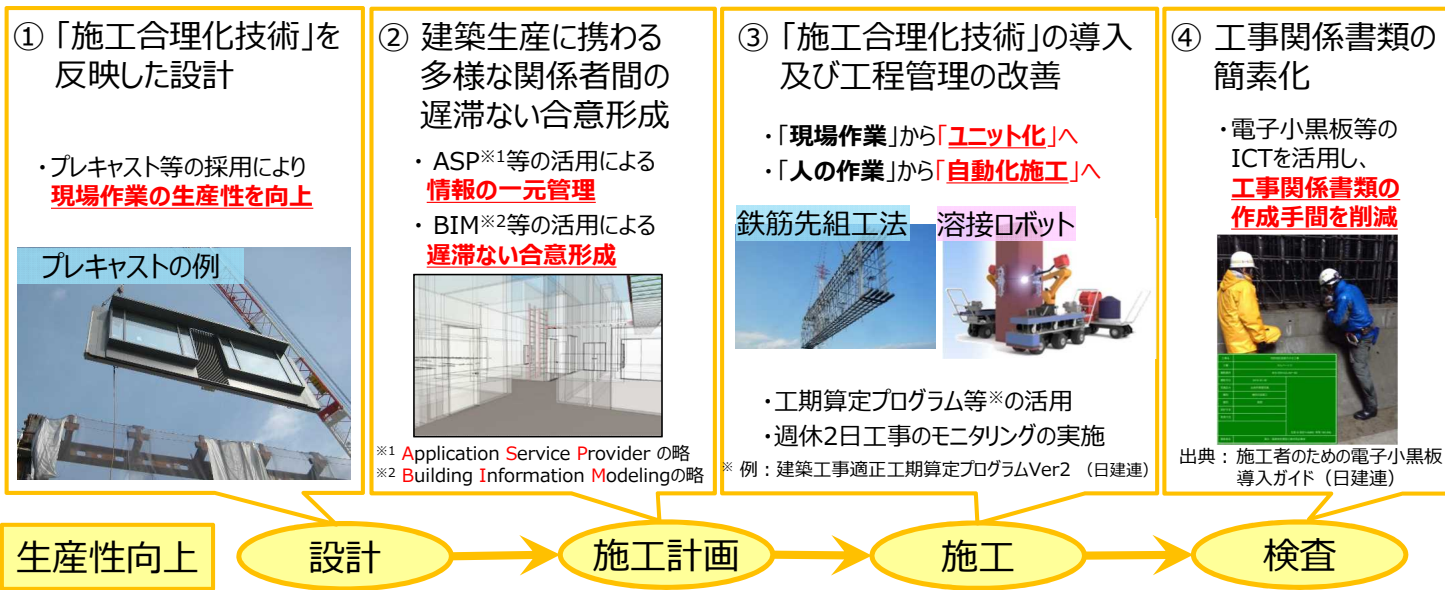 ① 「施工合理化技術」を
反映した設計
・プレキャスト等の採用により
現場作業の生産性を向上
プレキャストの例
② 建築生産に携わる
多様な関係者間の
遅滞ない合意形成
・ ASP※1等の活用による
情報の一元管理
・ BIM※2等の活用による
遅滞ない合意形成
※1 Application Service Provider の略
※2 Building Information Modelingの略
③ 「施工合理化技術」の導入
及び工程管理の改善
・「現場作業」から「ユニット化」へ
・「人の作業」から「自動化施工」へ
鉄筋先組工法
溶接ロボット
・工期算定プログラム等※の活用
・週休2日工事のモニタリングの実施
※ 例：建築工事適正工期算定プログラムVer2 （日建連）
④ 工事関係書類の
簡素化
・電子小黒板等の
ICTを活用し、
工事関係書類の
作成手間を削減
出典：施工者のための電子小黒板
導入ガイド（日建連）
生産性向上
設計
施工計画
施工
検査